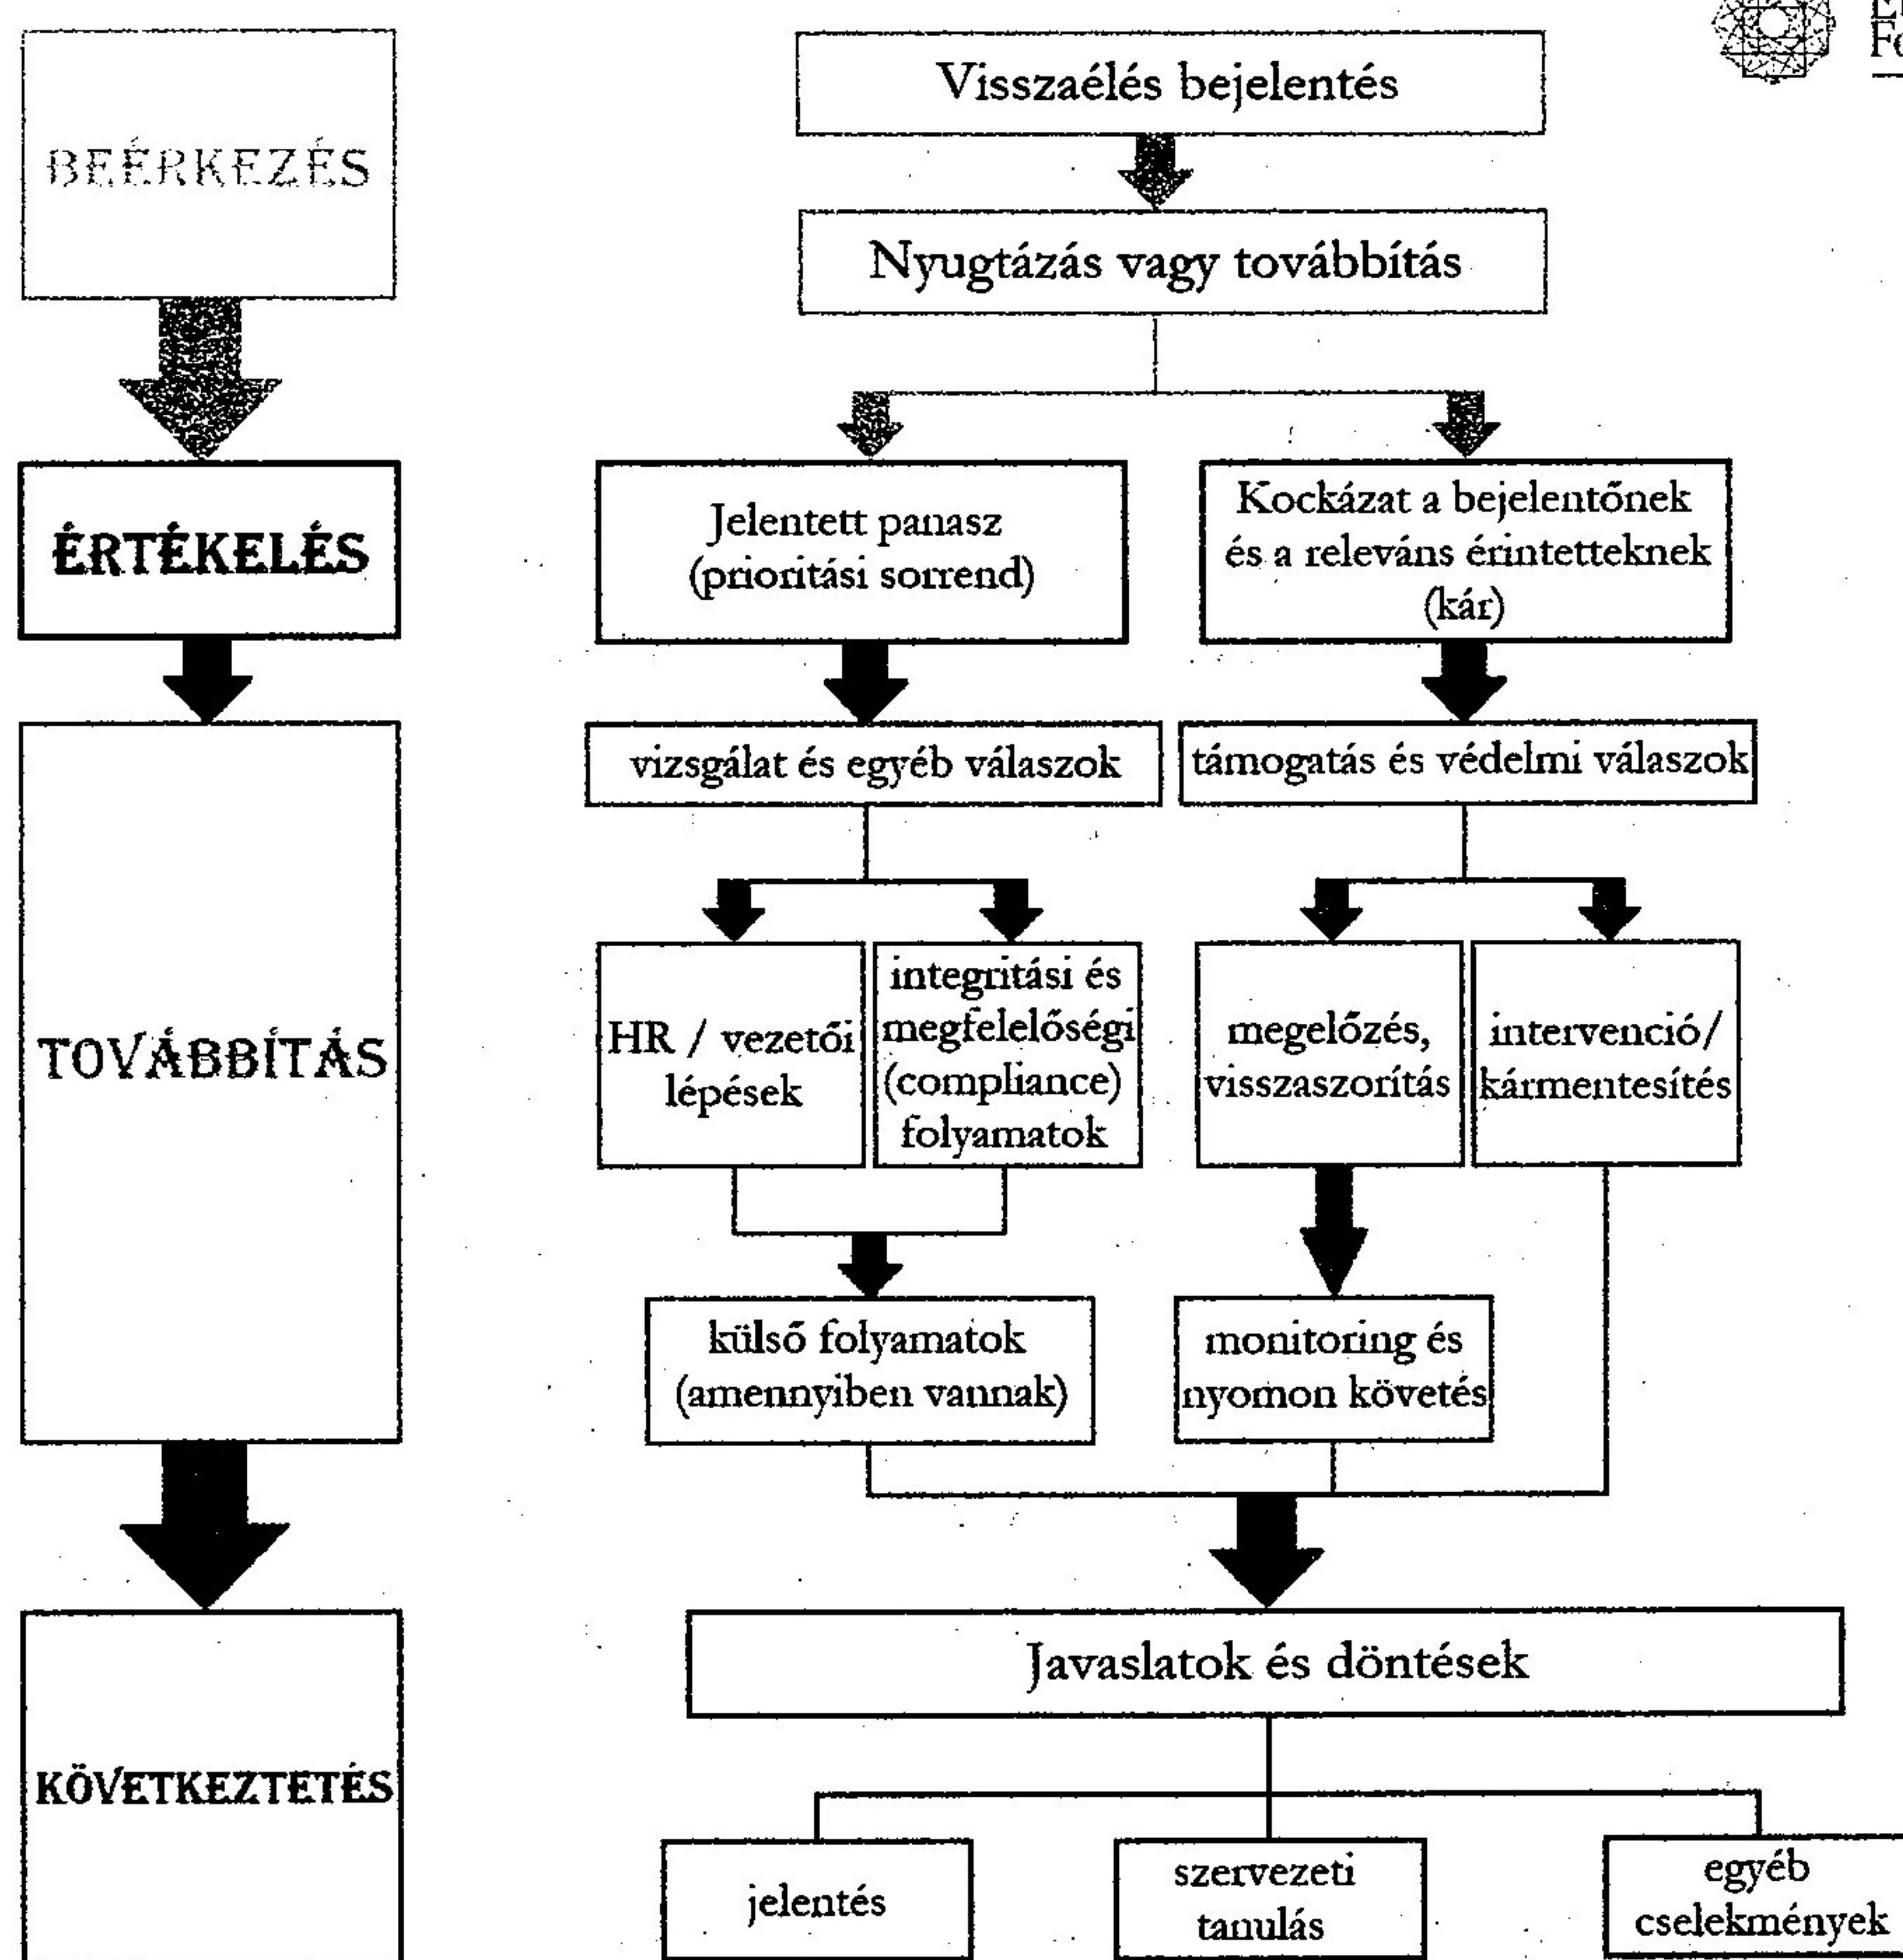 BEÉRKEZÉS
Visszaélés bejelentés
Nyugtázás vagy továbbítás
ÉRTÉKELÉS
Jelentett panasz
(prioritási sorrend)
Kockázat a bejelentőnek
és a releváns érintetteknek
(kár)
TOVÁBBÍTÁS
vizsgálat és egyéb válaszok
támogatás és védelmi válaszok
HR / vezetői
lépések
integritási és
megfelelőségi
(compliance)
folyamatok
megelőzés,
visszaszorítás
intervenció/
kármentesítés
külső folyamatok
(amennyiben vannak)
monitoring és
nyomon követés
KÖVETKEZTETÉS
Javaslatok és döntések
jelentés
szervezeti
tanulás
egyéb
cselekmények